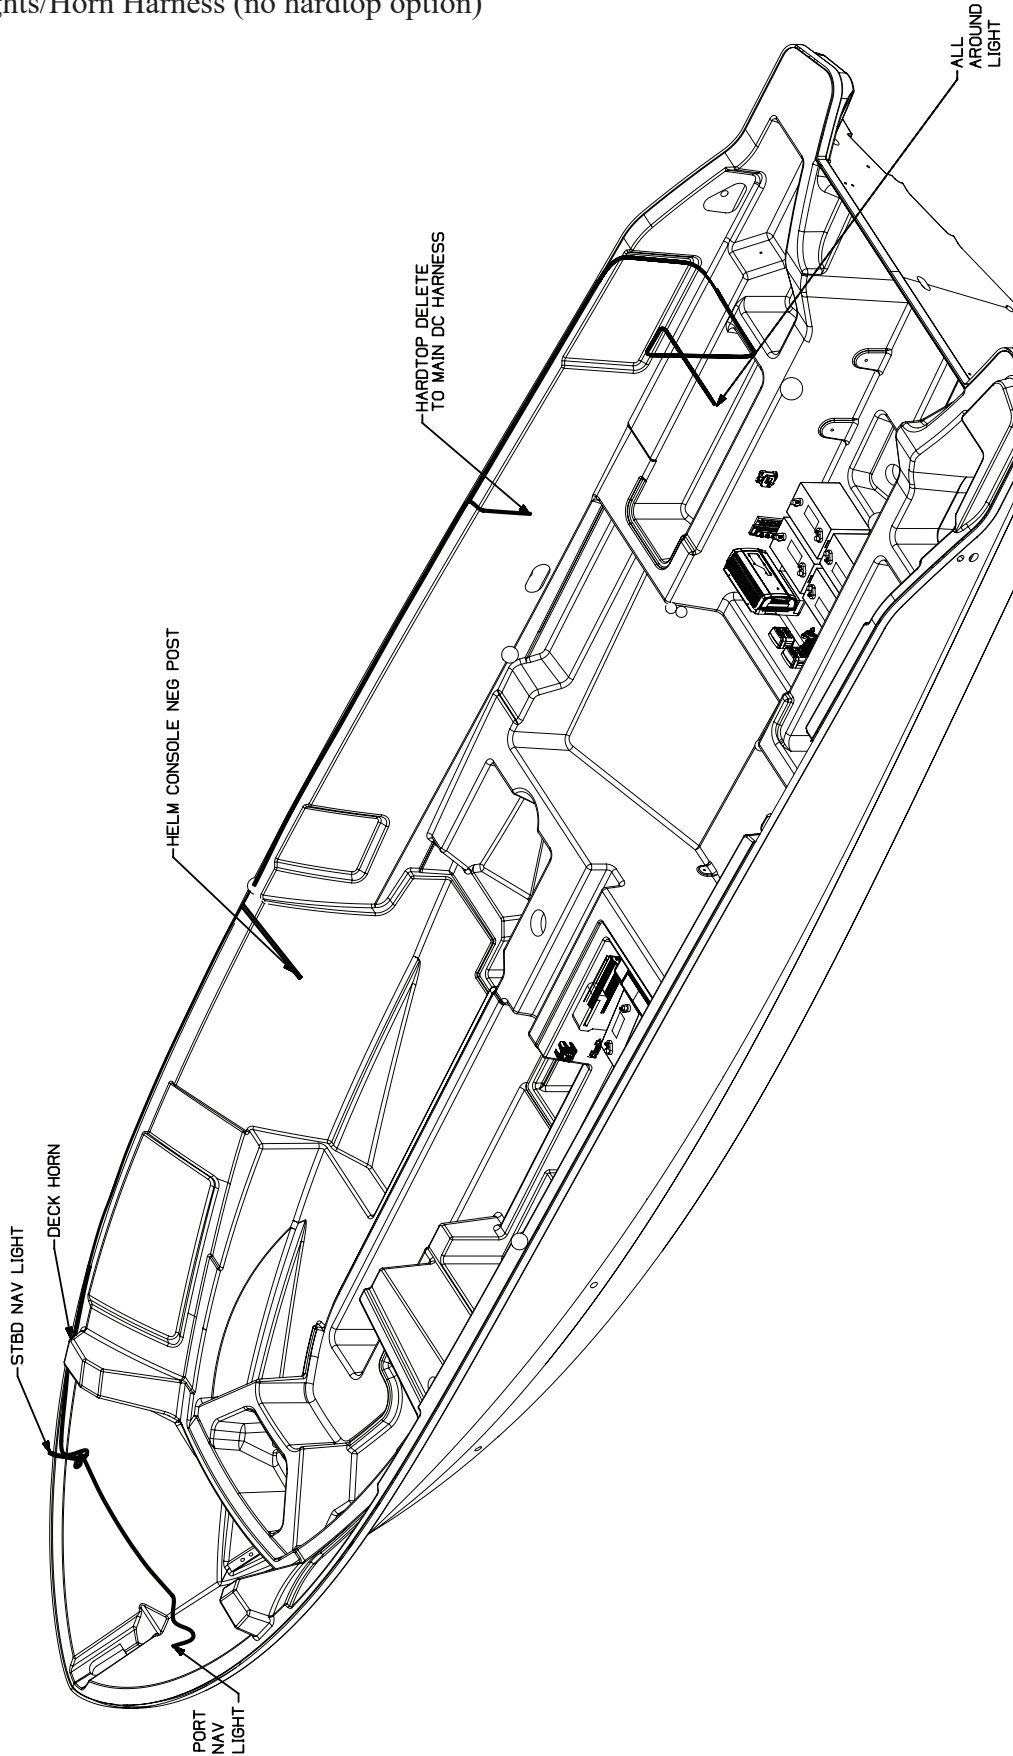 ghts/Horn Harness (no hardtop option)
ALL
AROUND
LIGHT
HARDTOP DELETE
TO MAIN DC HARNESS
HELM CONSOLE NEG POST
DECK HORN
STBD NAV LIGHT
PORT
NAV
LIGHT